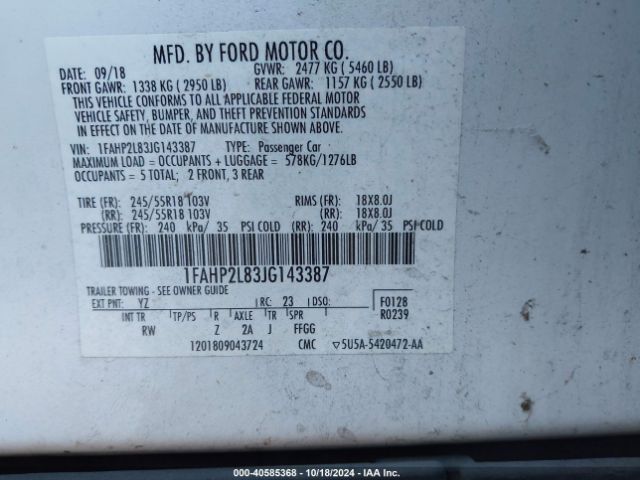 MFD. BY FORD MOTOR CO.
DATE: 09/18 GVWR: 2477 KG ( 5460 LB)
FRONT GAWR: 1338 KG ( 2950 LB) REAR GAWR: 1157 KG ( 2550 LB)
THIS VEHICLE CONFORMS TO ALL APPLICABLE FEDERAL MOTOR
VEHICLE SAFETY, BUMPER, AND THEFT PREVENTION STANDARDS
IN EFFECT ON THE DATE OF MANUFACTURE SHOWN ABOVE.
VIN: 1FAHP2L83JG143387 TYPE: Passenger Car
MAXIMUM LOAD = OCCUPANTS + LUGGAGE = 578KG/1276LB
OCCUPANTS = 5 TOTAL; 2 FRONT, 3 REAR
TIRE (FR): 245/55R18 103V RIMS (FR): 18X8.0J
(RR): 245/55R18 103V (RR): 18X8.0J
PRESSURE (FR): 240 kPa/ 35 PSI COLD (RR): 240 kPa/ 35 PSI COLD
1FAHP2L83JG143387
TRAILER TOWING - SEE OWNER GUIDE
EXT PNT: YZ RC: 23 DSO: F0128
INT TR TP/PS R AXLE TR SPR R0239
RW Z 2A J FFGG
1201809043724 CMC ▽5U5A-5420472-AA
000-40585368 | 10/18/2024 | IAA Inc.